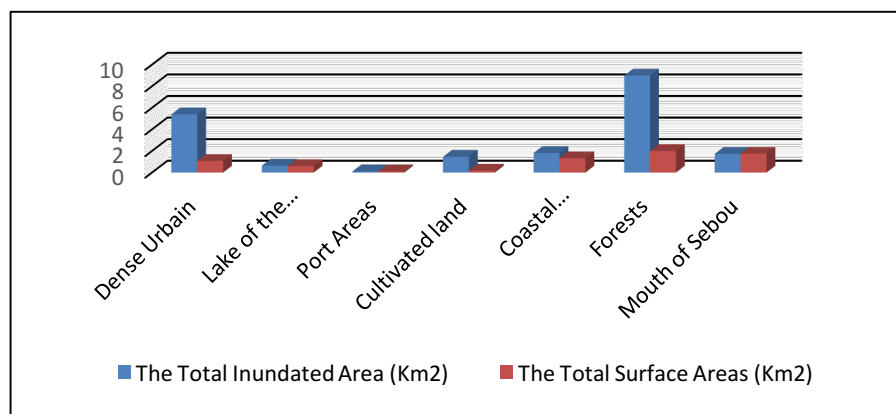 10
8
6
4
2
0
Dense Urbain
Lake of the...
Port Areas
Cultivated land
Coastal...
Forests
Mouth of Sebou
The Total Inundated Area (Km2)
The Total Surface Areas (Km2)